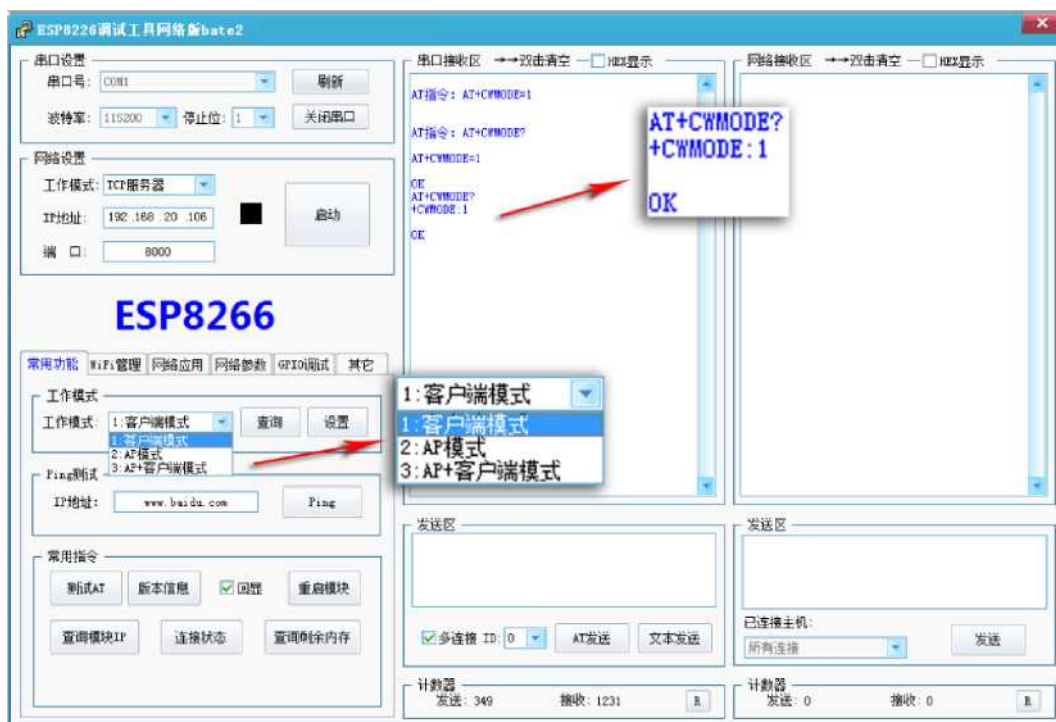 ESP8226调试工具网络版bate2
串口设置
串口号: COM1 刷新
波特率: 115200 停止位: 1 关闭串口
网络设置
工作模式: TCP服务器
IP地址: 192 .168 .20 .106 启动
端 口: 8000
ESP8266
常用功能 WiFi管理 网络应用 网络参数 GPIO调试 其它
工作模式
工作模式: 1:客户端模式 查询 设置
1:客户端模式
2:AP模式
3:AP+客户端模式
Ping测试
IP地址: www.baidu.com Ping
常用指令
测试AT 版本信息 回显 重启模块
查询模块IP 连接状态 查询剩余内存
串口接收区 →→双击清空 —HEX显示
AT指令: AT+CWMODE=1
AT指令: AT+CWMODE?
AT+CWMODE=1
OK
AT+CWMODE?
+CWMODE:1
OK
AT+CWMODE?
+CWMODE:1
OK
1:客户端模式
1:客户端模式
2:AP模式
3:AP+客户端模式
发送区
多连接 ID: 0 AT发送 文本发送
计数器
发送: 349 接收: 1231 R
网络接收区 →→双击清空 —HEX显示
发送区
已连接主机:
所有连接 发送
计数器
发送: 0 接收: 0 R